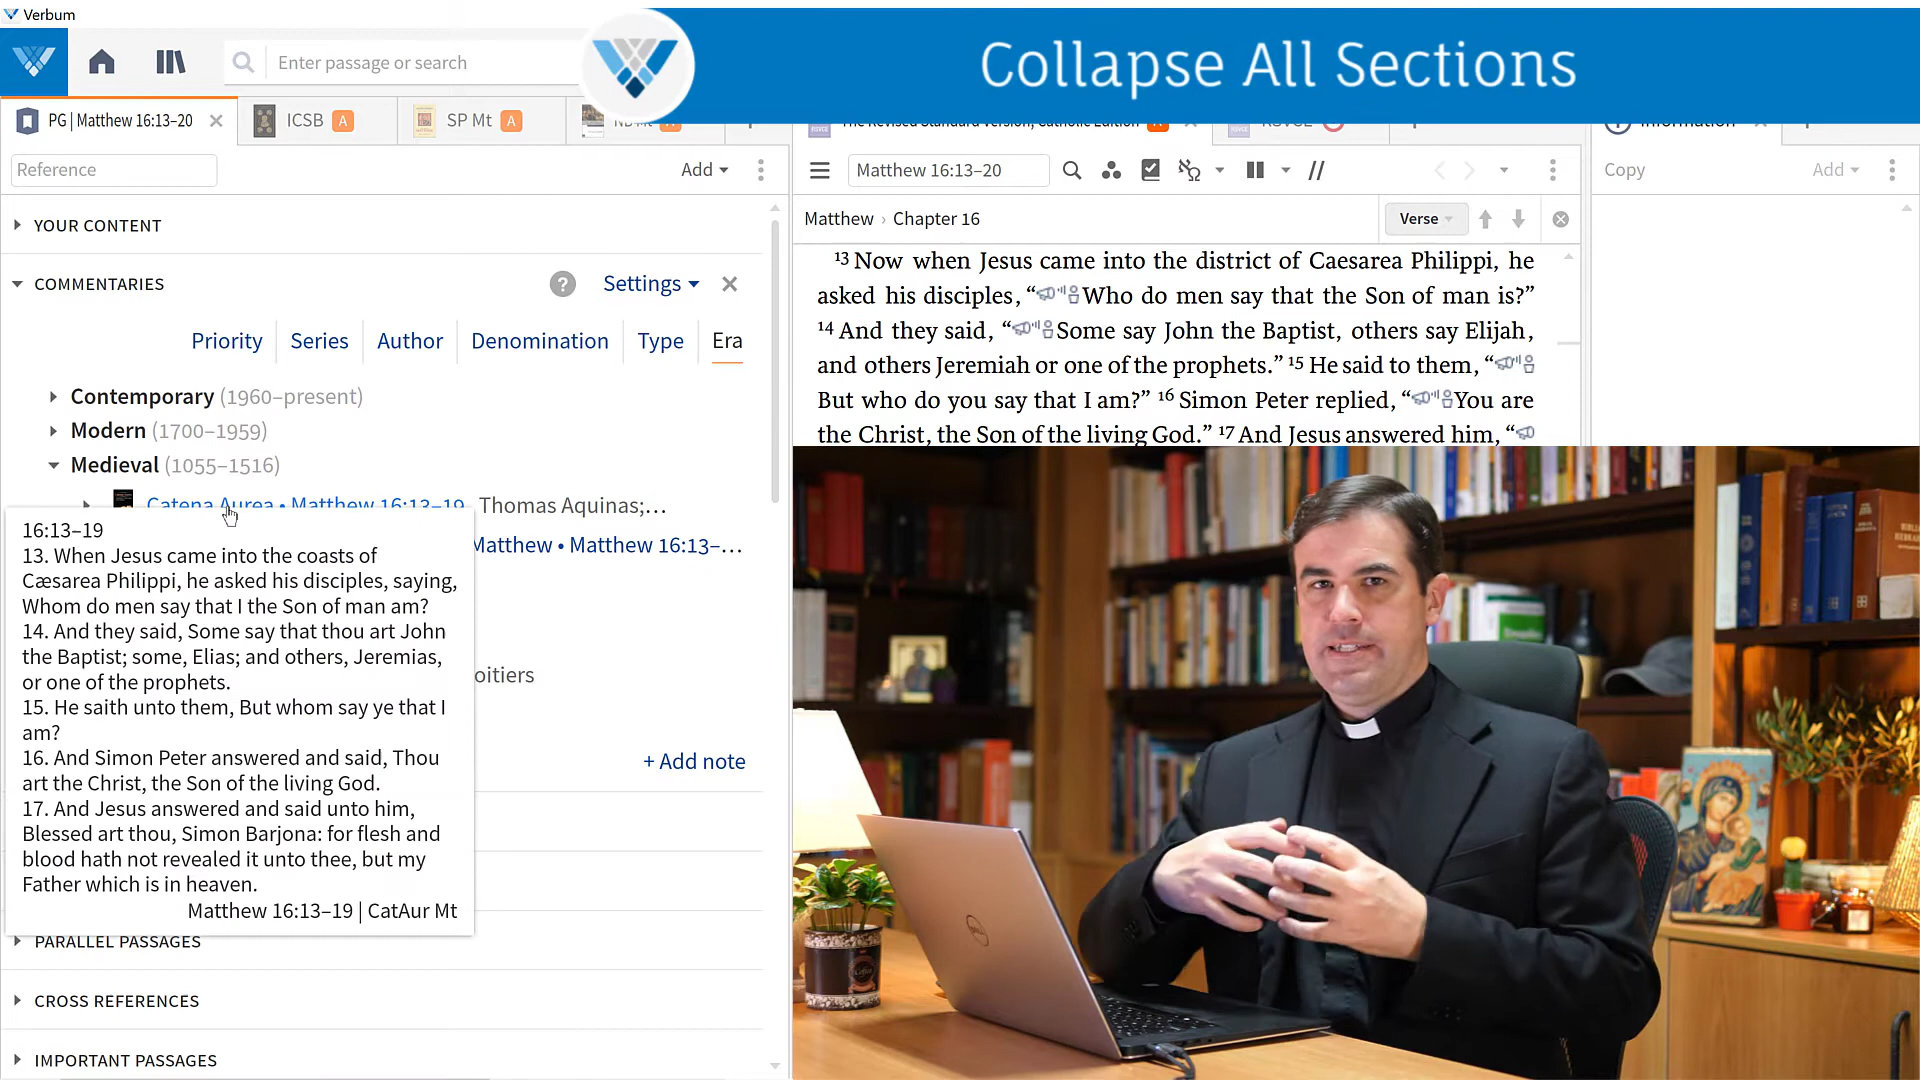 Verbum
Enter passage or search
Collapse All Sections
PG | Matthew 16:13–20
ICSB A
SP Mt A
Reference
Add
Matthew 16:13–20
Copy
Add
Matthew › Chapter 16
Verse
YOUR CONTENT
COMMENTARIES
Settings
Priority
Series
Author
Denomination
Type
Era
Contemporary (1960–present)
Modern (1700–1959)
Medieval (1055–1516)
Catena Aurea • Matthew 16:13–19 Thomas Aquinas;…
Matthew • Matthew 16:13–…
oitiers
+ Add note
16:13–19
13. When Jesus came into the coasts of
Cæsarea Philippi, he asked his disciples, saying,
Whom do men say that I the Son of man am?
14. And they said, Some say that thou art John
the Baptist; some, Elias; and others, Jeremias,
or one of the prophets.
15. He saith unto them, But whom say ye that I
am?
16. And Simon Peter answered and said, Thou
art the Christ, the Son of the living God.
17. And Jesus answered and said unto him,
Blessed art thou, Simon Barjona: for flesh and
blood hath not revealed it unto thee, but my
Father which is in heaven.
Matthew 16:13–19 | CatAur Mt
PARALLEL PASSAGES
CROSS REFERENCES
IMPORTANT PASSAGES
13 Now when Jesus came into the district of Caesarea Philippi, he
asked his disciples, “Who do men say that the Son of man is?”
14 And they said, “Some say John the Baptist, others say Elijah,
and others Jeremiah or one of the prophets.” 15 He said to them, “
But who do you say that I am?” 16 Simon Peter replied, “You are
the Christ, the Son of the living God.” 17 And Jesus answered him, “
DELL
Coffee